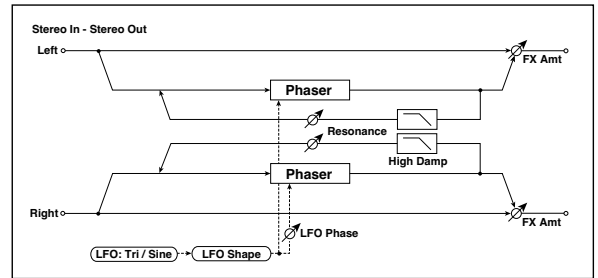 Stereo In - Stereo Out
Left
FX Amt
Phaser
Resonance
High Damp
Phaser
Right
FX Amt
LFO Phase
LFO: Tri / Sine
LFO Shape